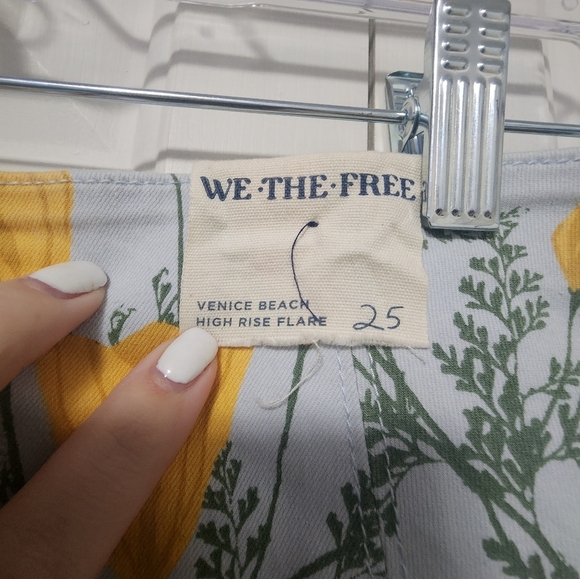 WE·THE·FREE
VENICE BEACH
HIGH RISE FLARE 25